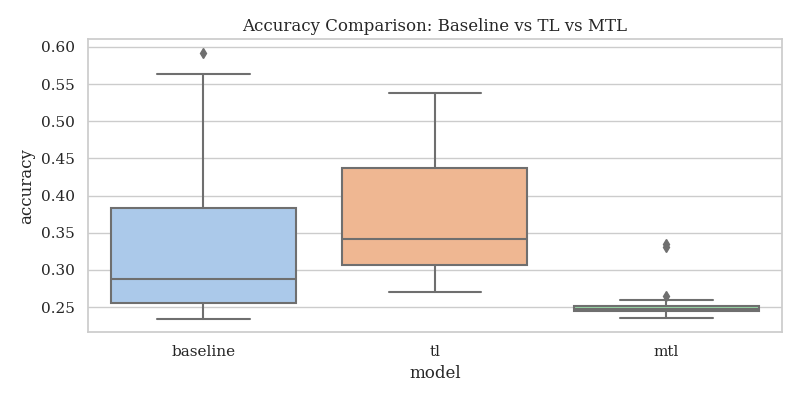 Accuracy Comparison: Baseline vs TL vs MTL
0.60
0.55
0.50
0.45
0.40
0.35
0.30
0.25
accuracy
baseline tl mtl
model